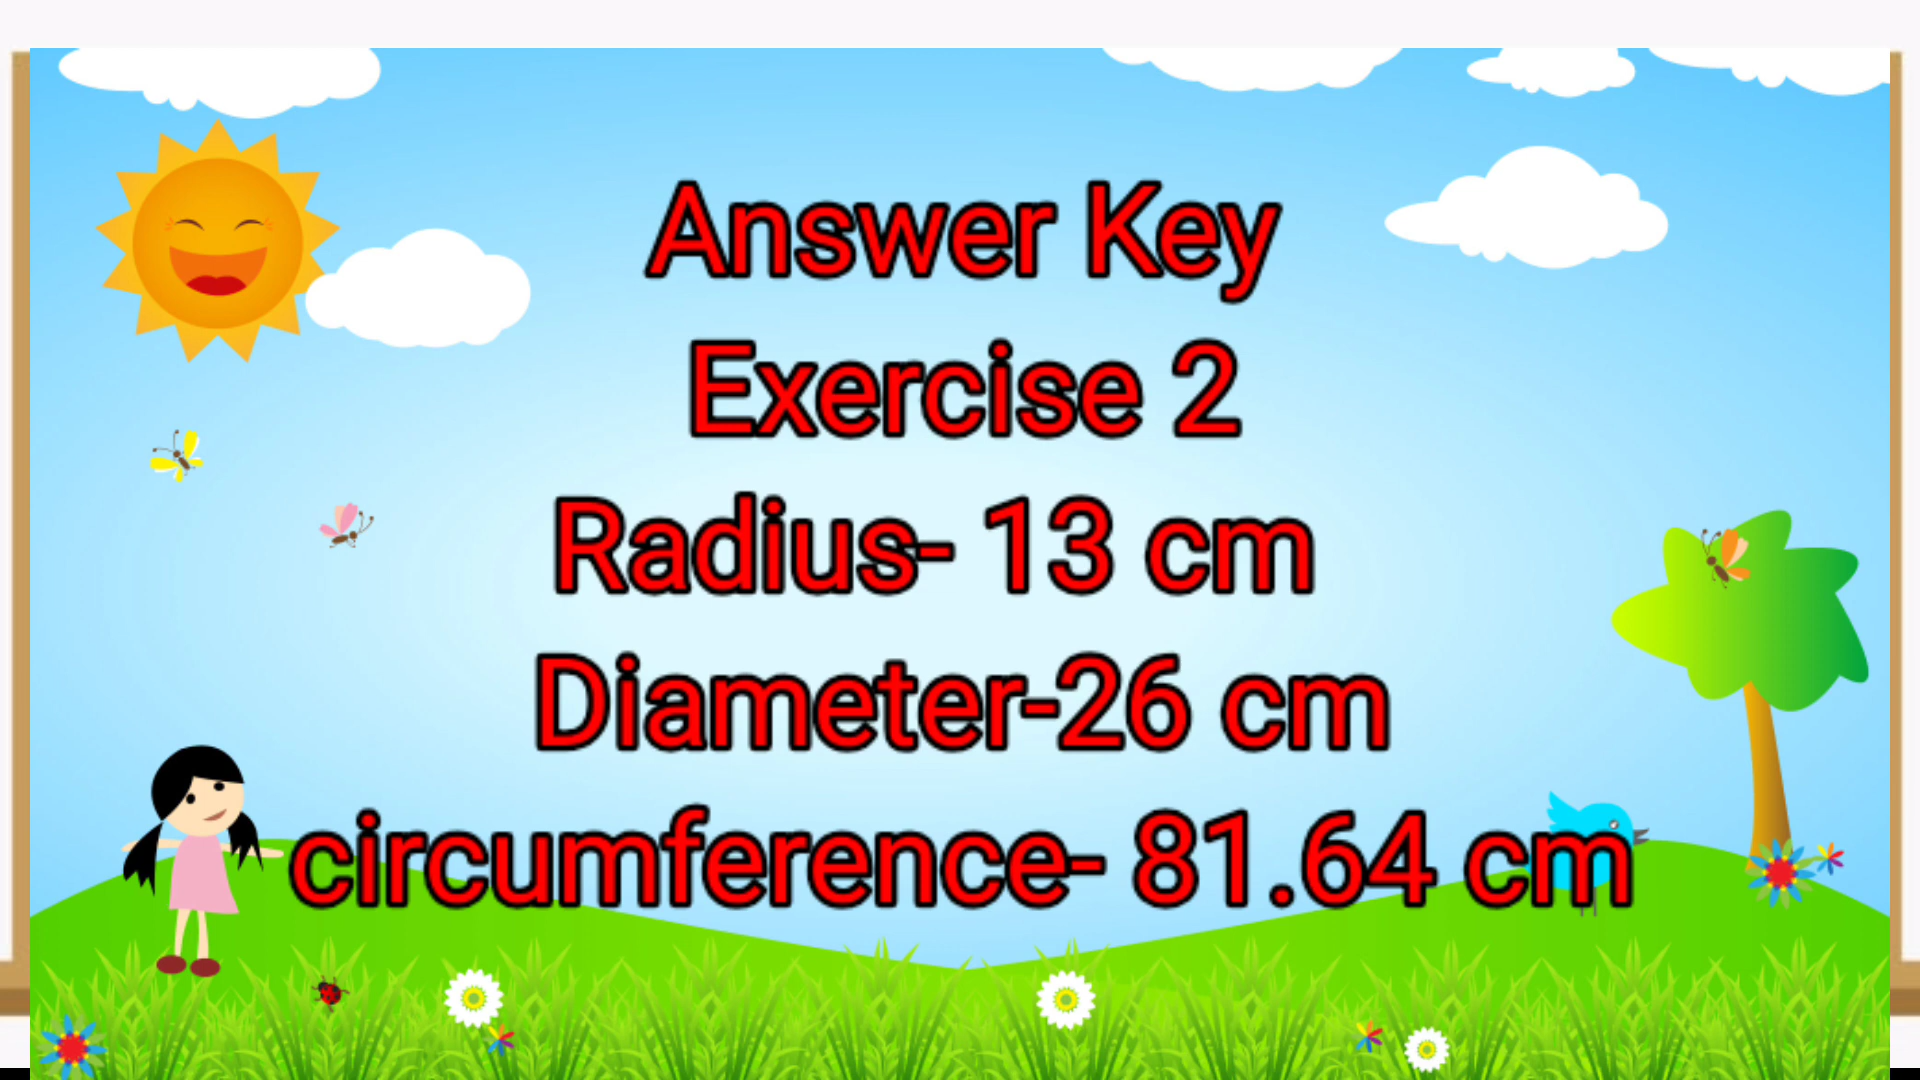 Answer Key
Exercise 2
Radius- 13 cm
Diameter-26 cm
circumference- 81.64 cm